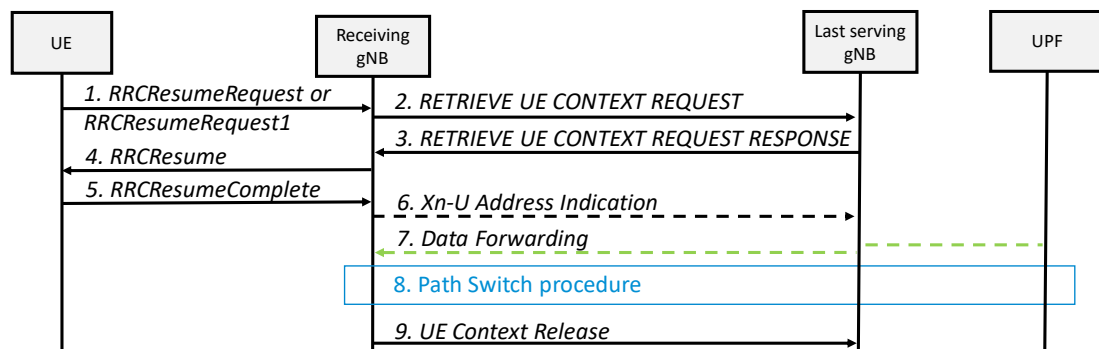 UE
Receiving
gNB
Last serving
gNB
UPF
1. RRCResumeRequest or
RRCResumeRequest1
2. RETRIEVE UE CONTEXT REQUEST
3. RETRIEVE UE CONTEXT REQUEST RESPONSE
4. RRCResume
5. RRCResumeComplete
6. Xn-U Address Indication
7. Data Forwarding
8. Path Switch procedure
9. UE Context Release